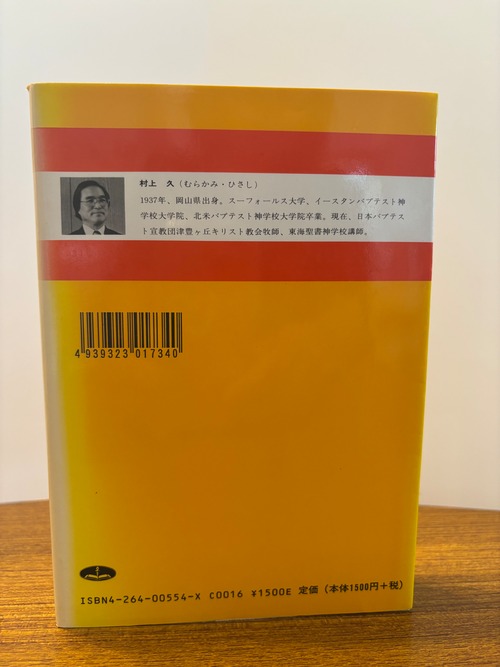 村上 久（むらかみ・ひさし）
1937年、岡山県出身。スーフォールス大学、イースタンバプテスト神
学校大学院、北米バプテスト神学校大学院卒業。現在、日本バプテス
ト宣教団津豊ヶ丘キリスト教会牧師、東海聖書神学校講師。
4939323017340
ISBN4-264-00554-X C0016 ¥1500E 定価（本体1500円＋税）